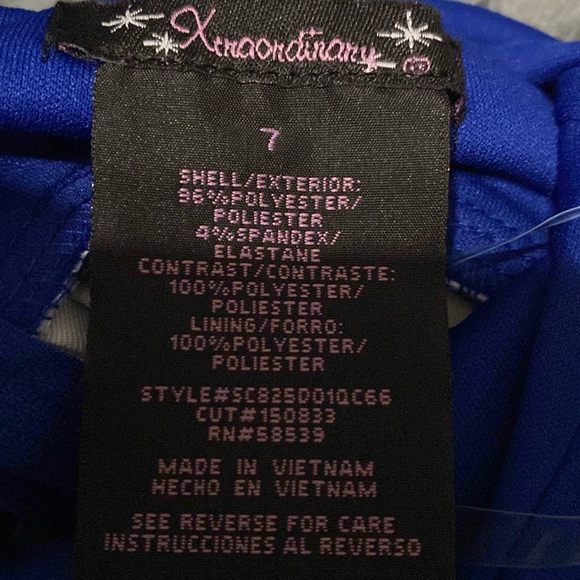 Xtraordinary ®
7
SHELL/EXTERIOR:
96%POLYESTER/
POLIESTER
4%SPANDEX/
ELASTANE
CONTRAST/CONTRASTE:
100%POLYESTER/
POLIESTER
LINING/FORRO:
100%POLYESTER/
POLIESTER
STYLE#SC825D01QC66
CUT#150833
RN#58539
MADE IN VIETNAM
HECHO EN VIETNAM
SEE REVERSE FOR CARE
INSTRUCCIONES AL REVERSO